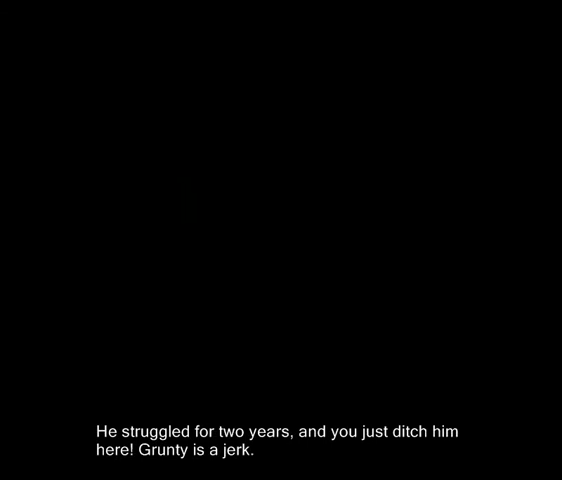 He struggled for two years, and you just ditch him
here! Grunty is a jerk.